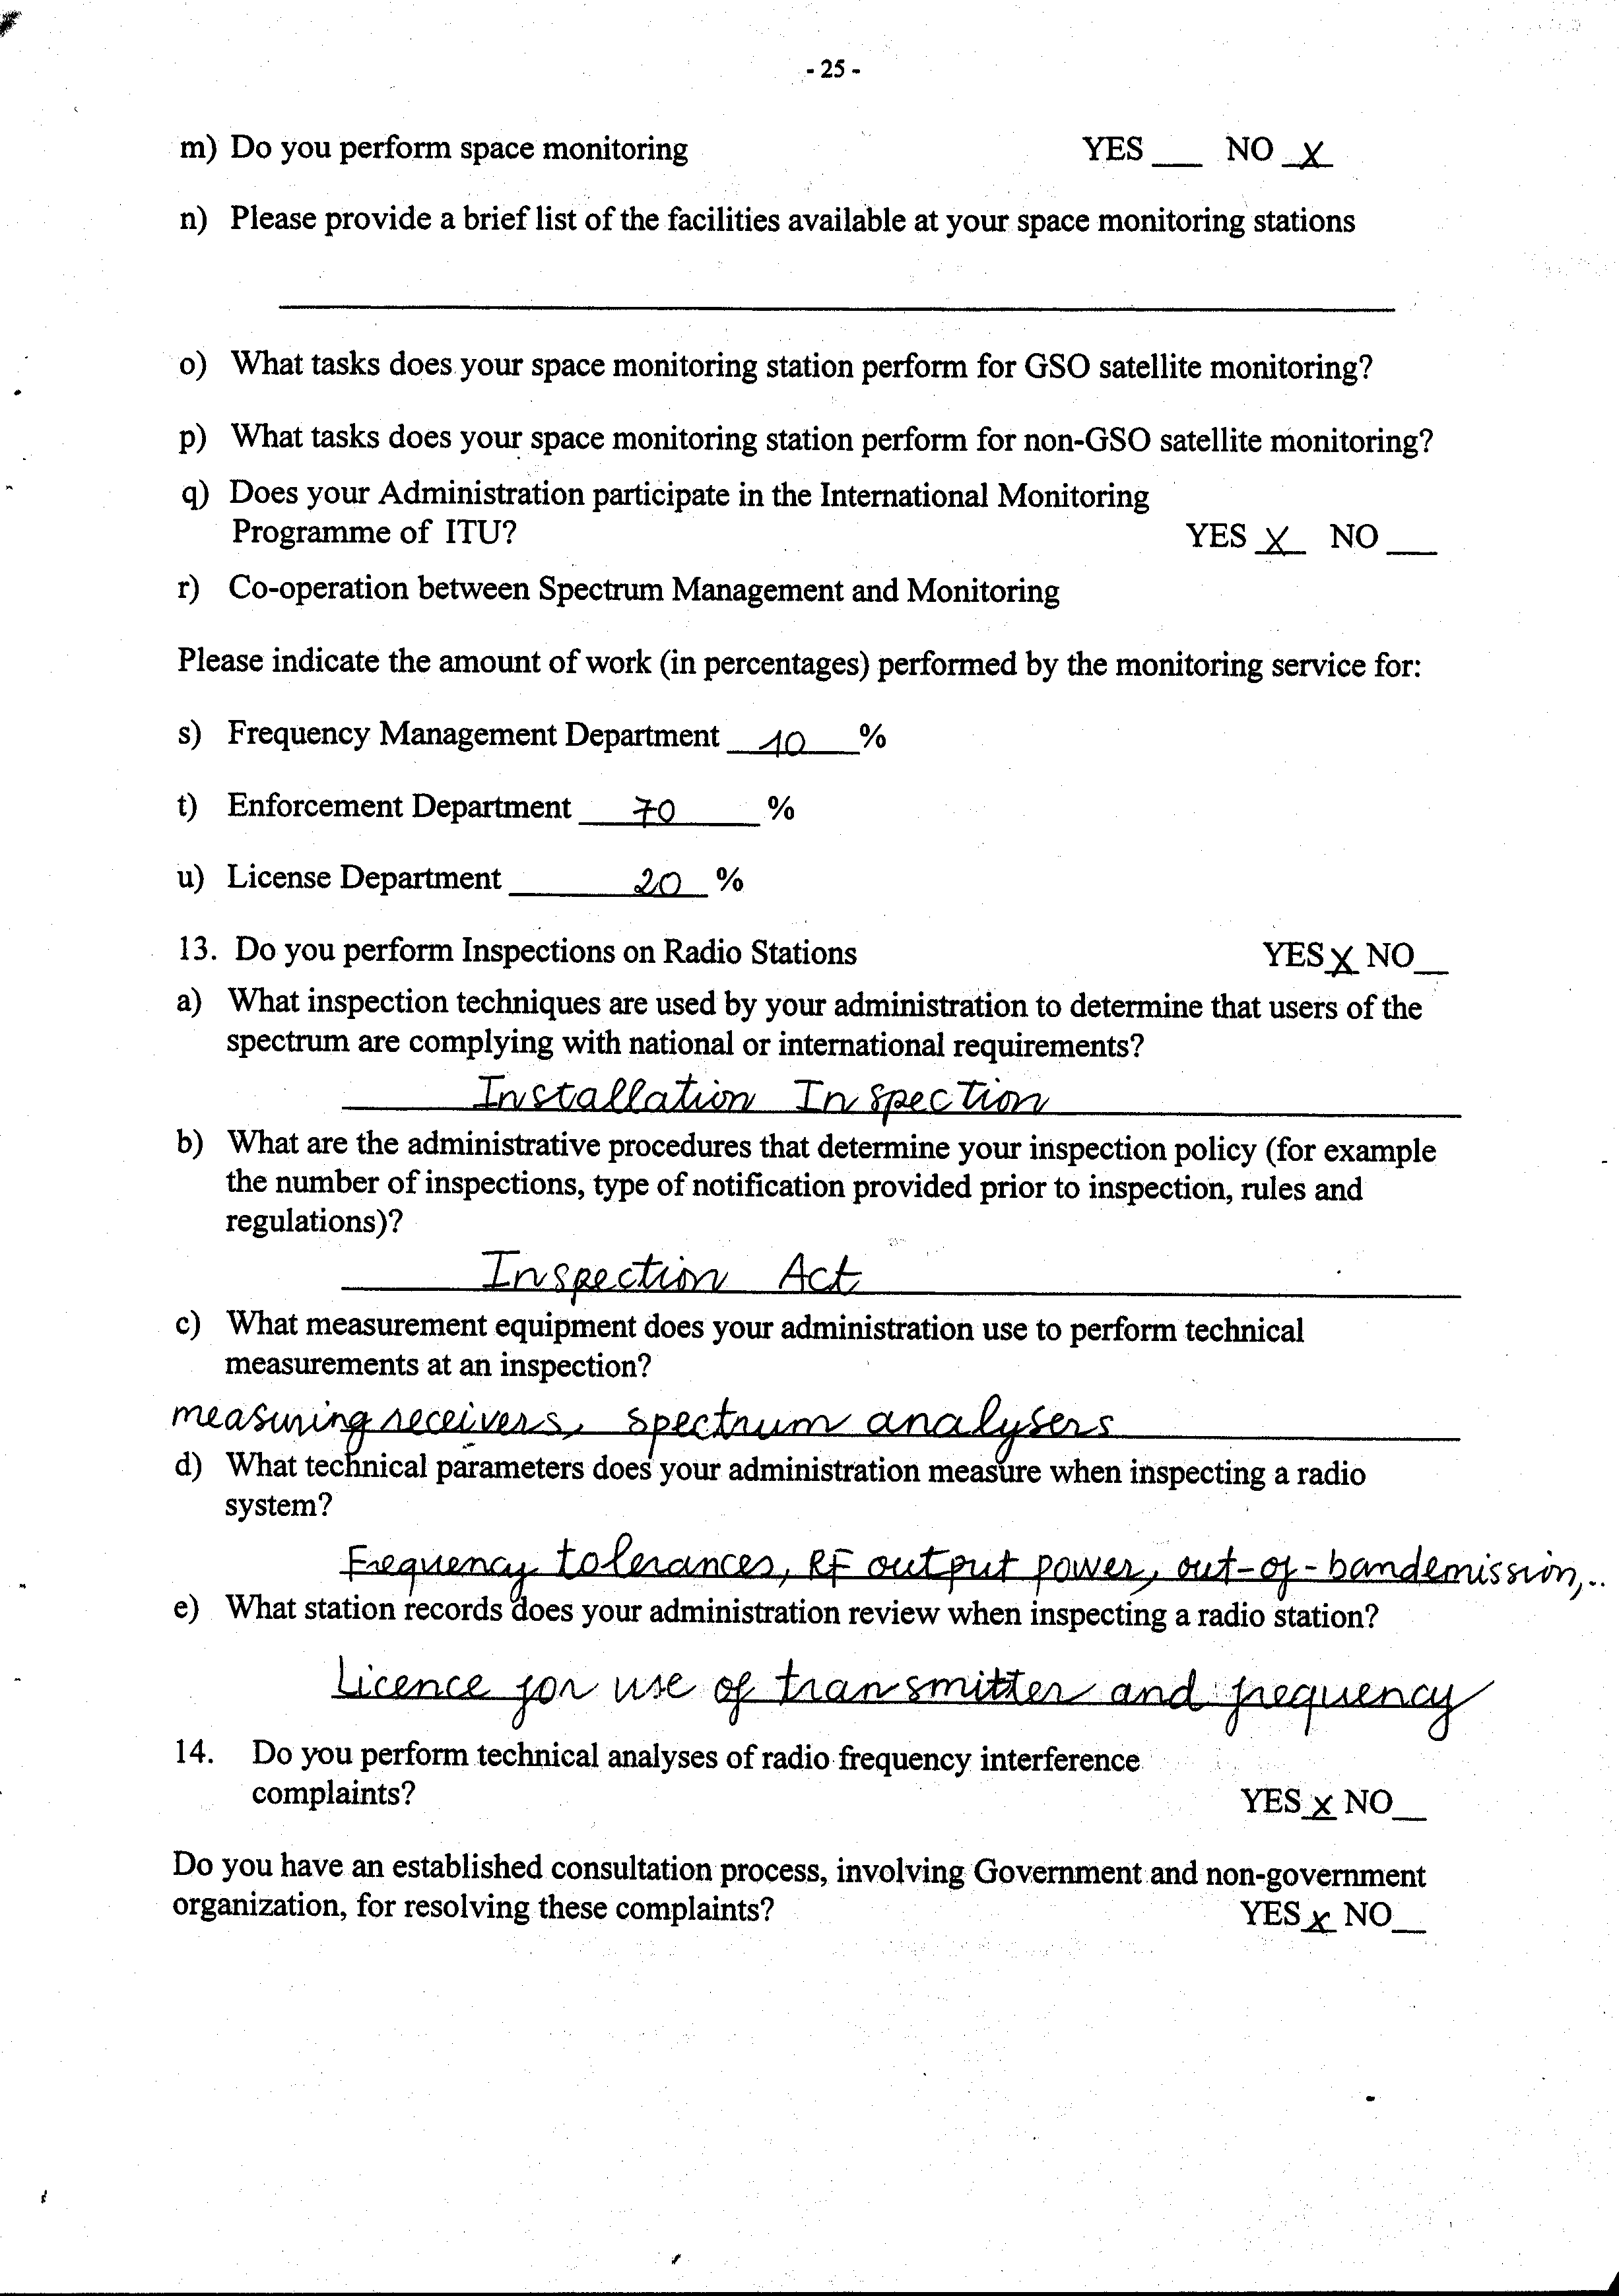 - 25 -
m) Do you perform space monitoring YES ___ NO _X_
n) Please provide a brief list of the facilities available at your space monitoring stations
o) What tasks does your space monitoring station perform for GSO satellite monitoring?
p) What tasks does your space monitoring station perform for non-GSO satellite monitoring?
q) Does your Administration participate in the International Monitoring
Programme of ITU? YES _X_ NO ___
r) Co-operation between Spectrum Management and Monitoring
Please indicate the amount of work (in percentages) performed by the monitoring service for:
s) Frequency Management Department 10 %
t) Enforcement Department 70 %
u) License Department 20 %
13. Do you perform Inspections on Radio Stations YES X NO__
a) What inspection techniques are used by your administration to determine that users of the
spectrum are complying with national or international requirements?
Installation Inspection
b) What are the administrative procedures that determine your inspection policy (for example
the number of inspections, type of notification provided prior to inspection, rules and
regulations)?
Inspection Act
c) What measurement equipment does your administration use to perform technical
measurements at an inspection?
measuring receivers, spectrum analysers
d) What technical parameters does your administration measure when inspecting a radio
system?
Frequency tolerances, RF output power, out-of-bandemission,..
e) What station records does your administration review when inspecting a radio station?
Licence for use of transmitter and frequency
14. Do you perform technical analyses of radio frequency interference
complaints? YES X NO__
Do you have an established consultation process, involving Government and non-government
organization, for resolving these complaints? YES X NO__